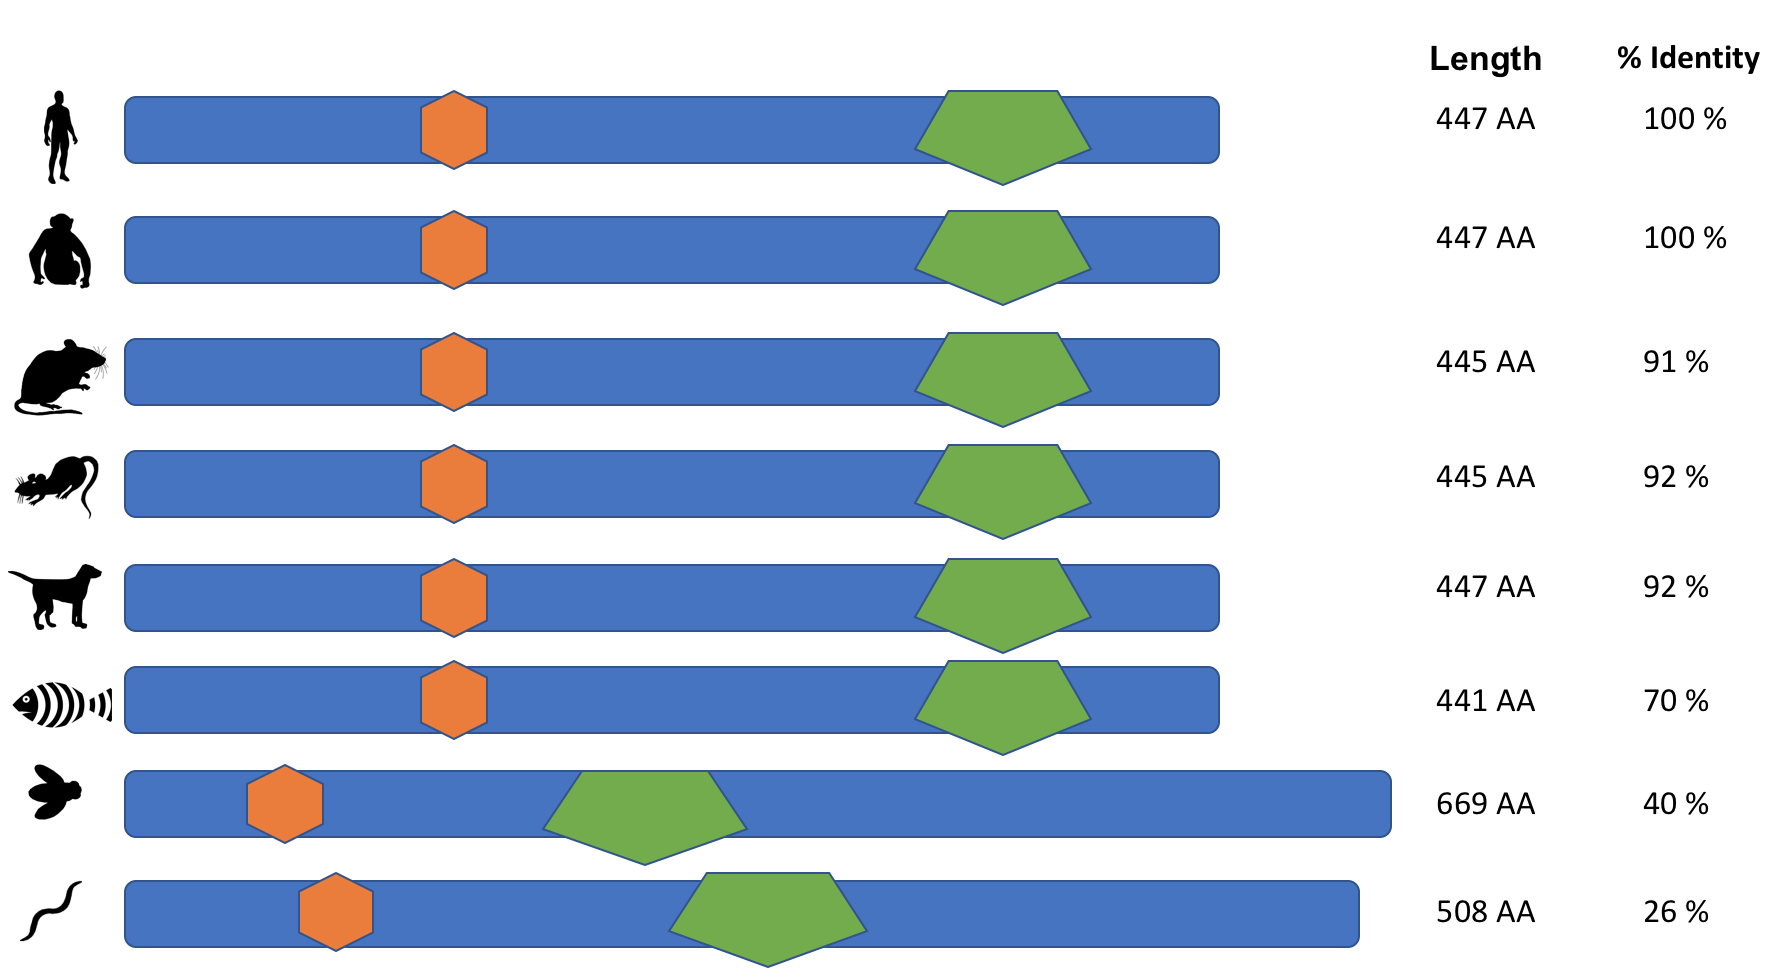 Length % Identity
447 AA 100 %
447 AA 100 %
445 AA 91 %
445 AA 92 %
447 AA 92 %
441 AA 70 %
669 AA 40 %
508 AA 26 %